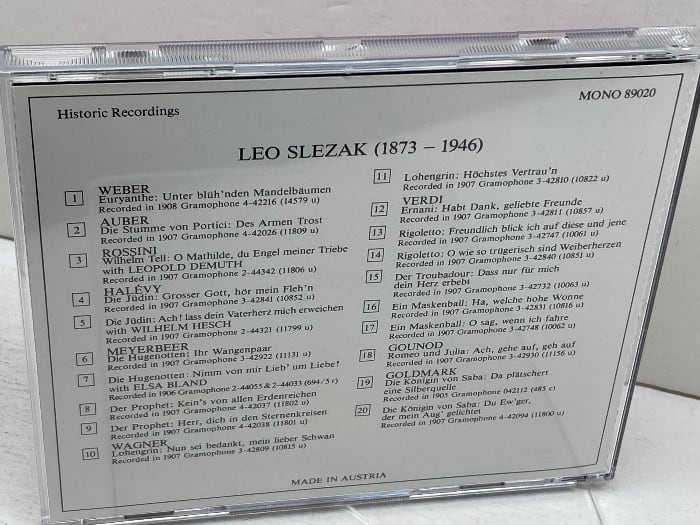 Historic Recordings
MONO 89020
LEO SLEZAK (1873 – 1946)
1 WEBER
Euryanthe: Unter blüh'nden Mandelbäumen
Recorded in 1908 Gramophone 4-42216 (14579 u)
2 AUBER
Die Stumme von Portici: Des Armen Trost
Recorded in 1907 Gramophone 4-42026 (11809 u)
3 ROSSINI
Wilhelm Tell: O Mathilde, du Engel meiner Triebe
with LEOPOLD DEMUTH
Recorded in 1907 Gramophone 2-44342 (11806 u)
4 HALÉVY
Die Jüdin: Grosser Gott, hör mein Fleh'n
Recorded in 1907 Gramophone 3-42841 (10852 u)
5 Die Jüdin: Ach! lass dein Vaterherz mich erweichen
with WILHELM HESCH
Recorded in 1907 Gramophone 2-44321 (11799 u)
6 MEYERBEER
Die Hugenotten: Ihr Wangenpaar
Recorded in 1907 Gramophone 3-42922 (11131 u)
7 Die Hugenotten: Nimm von mir Lieb' um Liebe!
with ELSA BLAND
Recorded in 1906 Gramophone 2-44055 & 2-44033 (694/5 r)
8 Der Prophet: Kein's von allen Erdenreichen
Recorded in 1907 Gramophone 4-42037 (11802 u)
9 Der Prophet: Herr, dich in den Sternenkreisen
Recorded in 1907 Gramophone 4-42038 (11801 u)
10 WAGNER
Lohengrin: Nun sei bedankt, mein lieber Schwan
Recorded in 1907 Gramophone 3-42809 (10815 u)
11 Lohengrin: Höchstes Vertrau'n
Recorded in 1907 Gramophone 3-42810 (10822 u)
12 VERDI
Ernani: Habt Dank, geliebte Freunde
Recorded in 1907 Gramophone 3-42811 (10857 u)
13 Rigoletto: Freundlich blick ich auf diese und jene
Recorded in 1907 Gramophone 3-42747 (10061 u)
14 Rigoletto: O wie so trügerisch sind Weiberherzen
Recorded in 1907 Gramophone 3-42840 (10851 u)
15 Der Troubadour: Dass nur für mich
dein Herz erbebt
Recorded in 1907 Gramophone 3-42732 (10063 u)
16 Ein Maskenball: Ha, welche hohe Wonne
Recorded in 1907 Gramophone 3-42831 (10816 u)
17 Ein Maskenball: O sag, wenn ich fahre
Recorded in 1907 Gramophone 3-42748 (10062 u)
18 GOUNOD
Romeo und Julia: Ach, gehe auf, geh auf
Recorded in 1907 Gramophone 3-42930 (11156 u)
19 GOLDMARK
Die Königin von Saba: Da plätschert
eine Silberquelle
Recorded in 1905 Gramophone 042112 (485 c)
20 Die Königin von Saba: Du Ew'ger,
der mein Aug' gelichtet
Recorded in 1907 Gramophone 4-42094 (11800 u)
MADE IN AUSTRIA